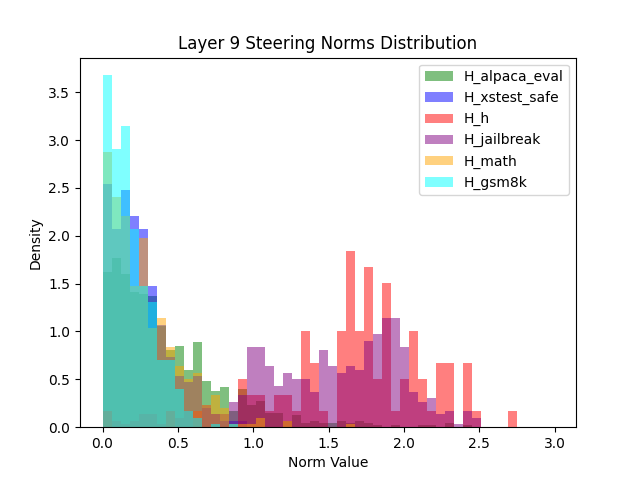 Layer 9 Steering Norms Distribution
H_alpaca_eval
H_xstest_safe
H_h
H_jailbreak
H_math
H_gsm8k
Density
3.5
3.0
2.5
2.0
1.5
1.0
0.5
0.0
0.0 0.5 1.0 1.5 2.0 2.5 3.0
Norm Value